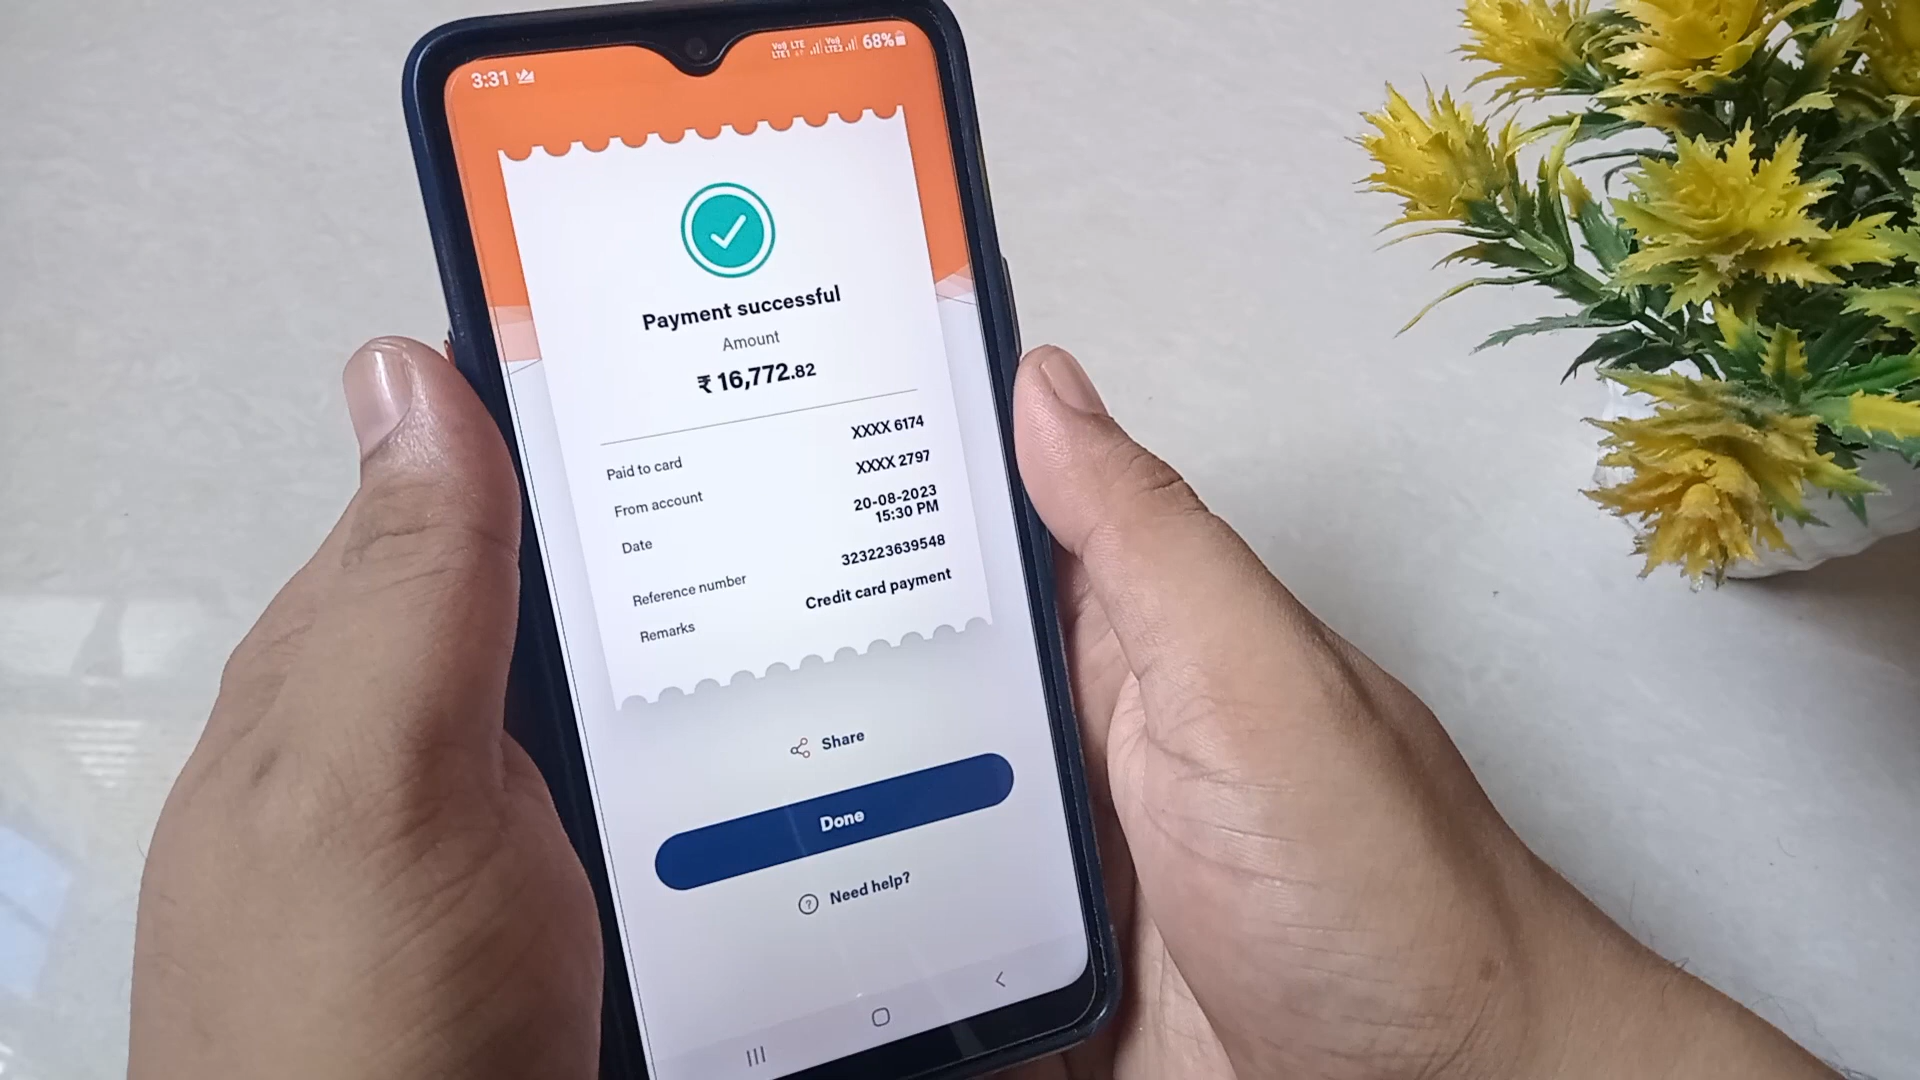 3:31 68%
Payment successful
Amount
₹ 16,772.82
Paid to card XXXX 6174
From account XXXX 2797
Date 20-08-2023
15:30 PM
Reference number 323223639548
Remarks Credit card payment
Share
Done
? Need help?